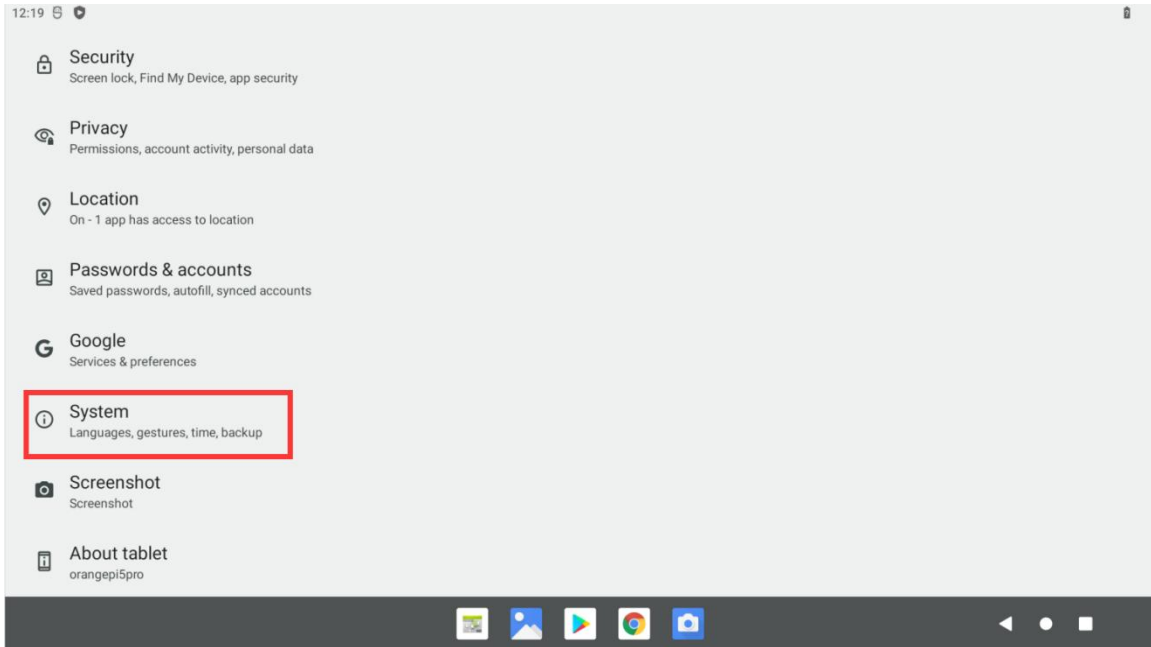 12:19
Security
Screen lock, Find My Device, app security
Privacy
Permissions, account activity, personal data
Location
On - 1 app has access to location
Passwords & accounts
Saved passwords, autofill, synced accounts
Google
Services & preferences
System
Languages, gestures, time, backup
Screenshot
Screenshot
About tablet
orangepi5pro